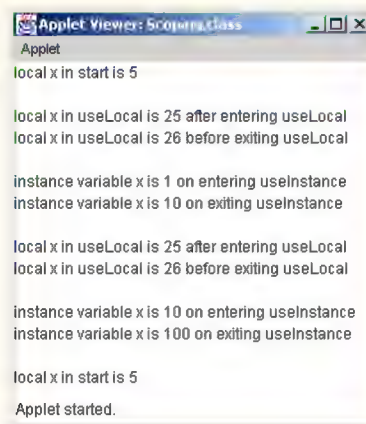 Applet Viewer: Scoping.class
Applet
local x in start is 5
local x in useLocal is 25 after entering useLocal
local x in useLocal is 26 before exiting useLocal
instance variable x is 1 on entering useInstance
instance variable x is 10 on exiting useInstance
local x in useLocal is 25 after entering useLocal
local x in useLocal is 26 before exiting useLocal
instance variable x is 10 on entering useInstance
instance variable x is 100 on exiting useInstance
local x in start is 5
Applet started.